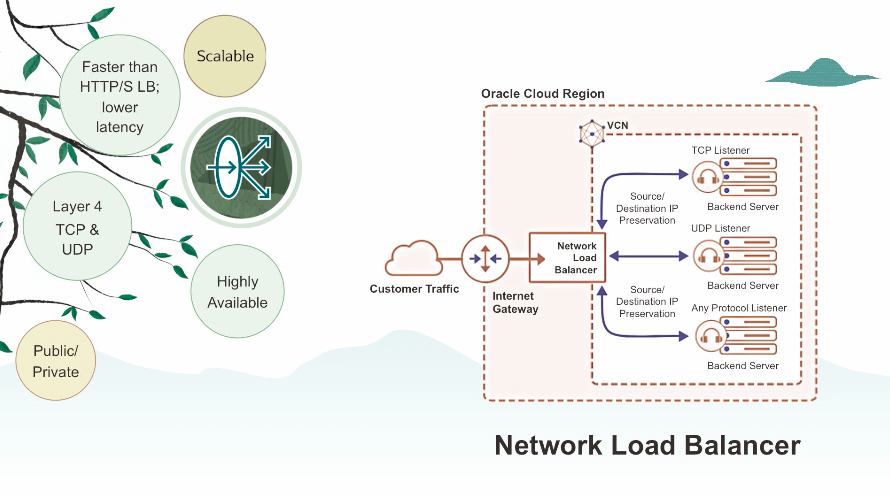 Scalable
Faster than
HTTP/S LB;
lower
latency
Layer 4
TCP &
UDP
Highly
Available
Public/
Private
Oracle Cloud Region
VCN
TCP Listener
Backend Server
Source/
Destination IP
Preservation
UDP Listener
Backend Server
Network
Load
Balancer
Customer Traffic
Internet
Gateway
Source/
Destination IP
Preservation
Any Protocol Listener
Backend Server
Network Load Balancer